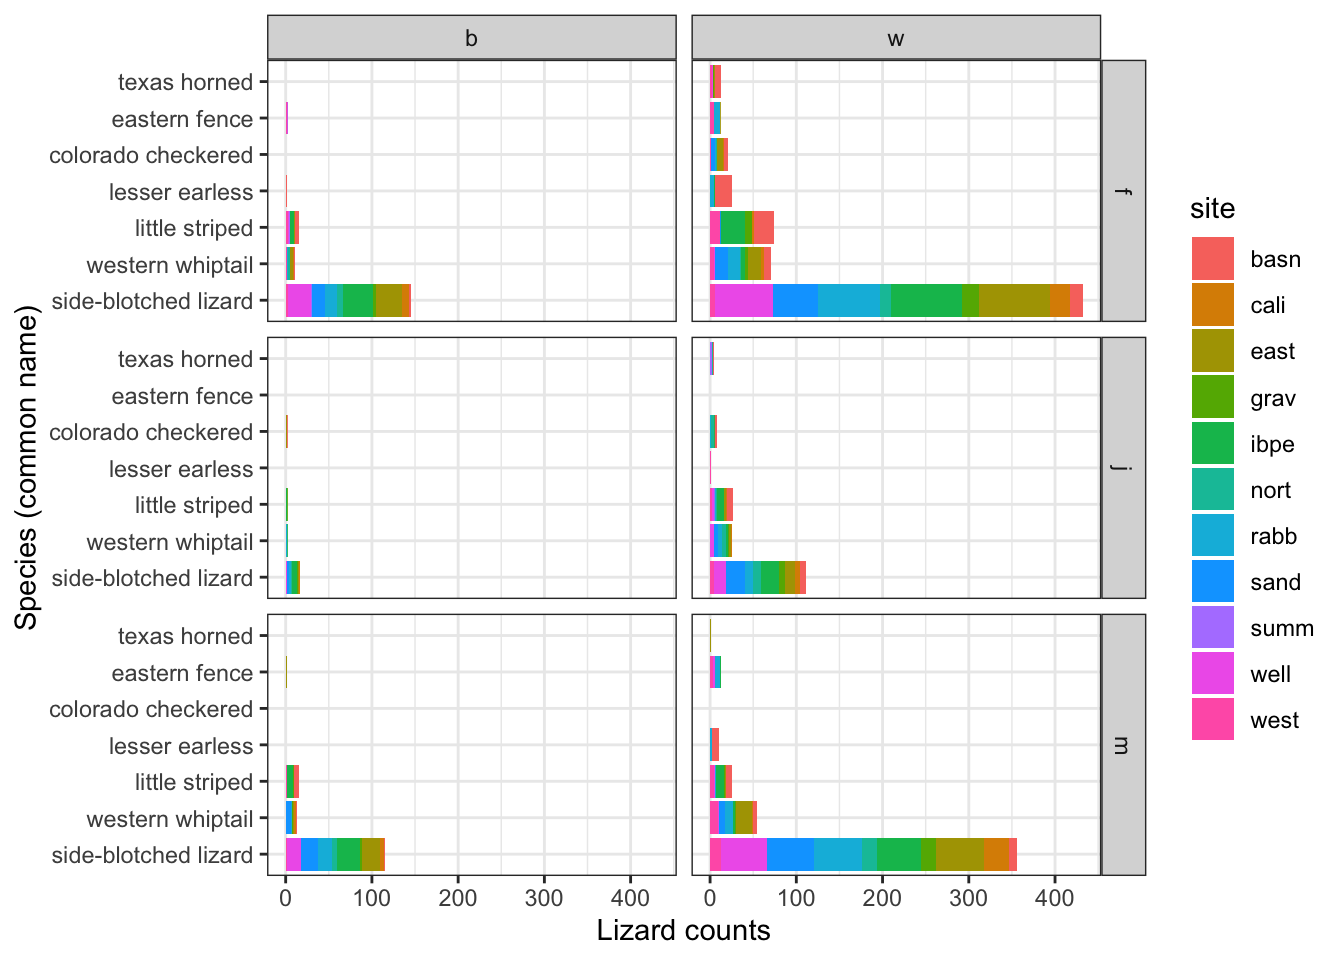 b
w
texas horned
eastern fence
colorado checkered
lesser earless
little striped
western whiptail
side-blotched lizard
f
texas horned
eastern fence
colorado checkered
lesser earless
little striped
western whiptail
side-blotched lizard
j
texas horned
eastern fence
colorado checkered
lesser earless
little striped
western whiptail
side-blotched lizard
m
0 100 200 300 400
0 100 200 300 400
Lizard counts
Species (common name)
site
basn
cali
east
grav
ibpe
nort
rabb
sand
summ
well
west